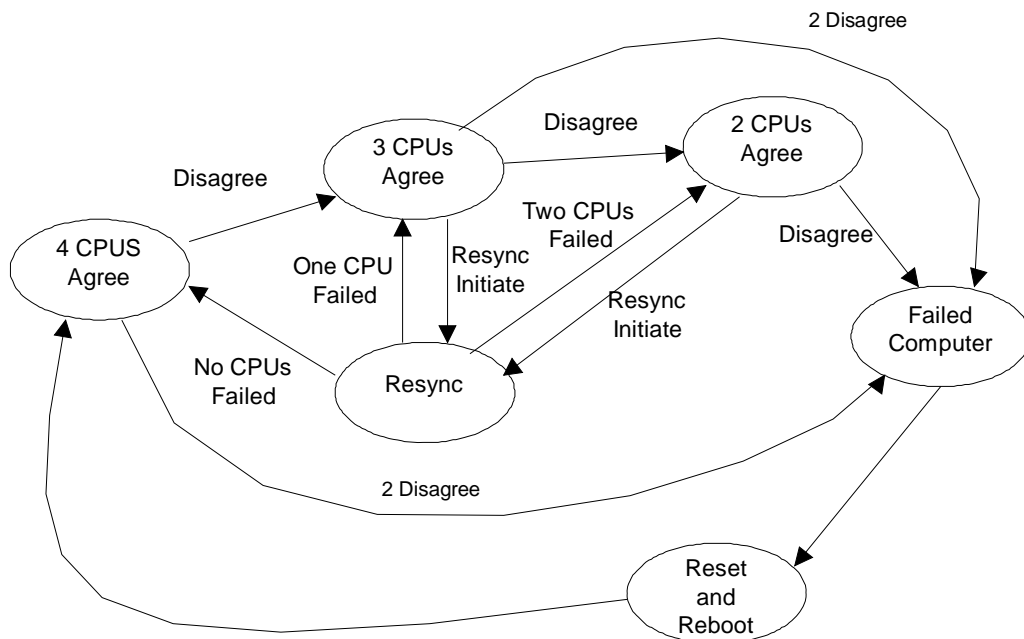 2 Disagree
3 CPUs
Agree
Disagree
2 CPUs
Agree
Disagree
4 CPUS
Agree
One CPU
Failed
Resync
Initiate
Two CPUs
Failed
Disagree
Resync
Initiate
Failed
Computer
No CPUs
Failed
Resync
2 Disagree
Reset
and
Reboot